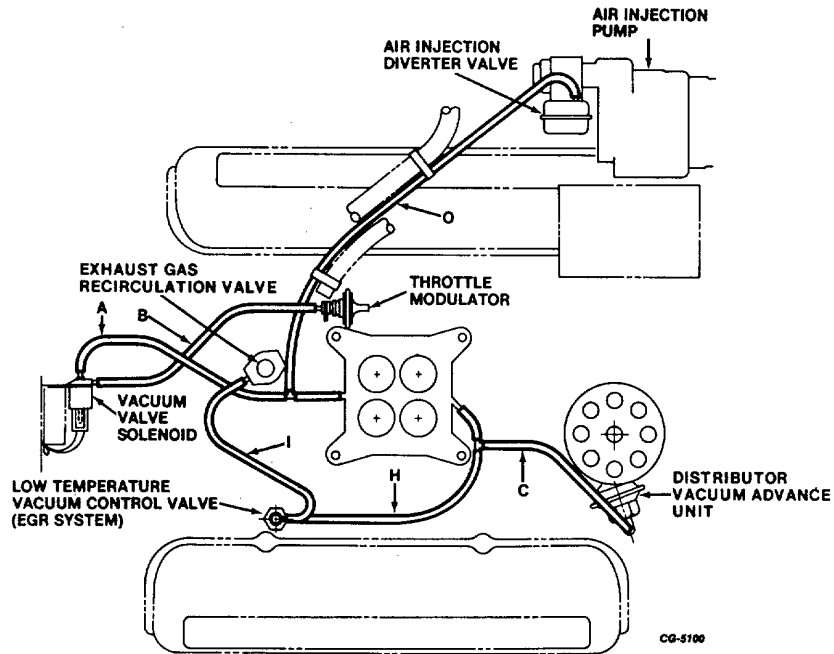 AIR INJECTION
PUMP
AIR INJECTION
DIVERTER VALVE
O
EXHAUST GAS
RECIRCULATION VALVE
THROTTLE
MODULATOR
A
B
VACUUM
VALVE
SOLENOID
I
LOW TEMPERATURE
VACUUM CONTROL VALVE
(EGR SYSTEM)
H
C
DISTRIBUTOR
VACUUM ADVANCE
UNIT
CG-5100